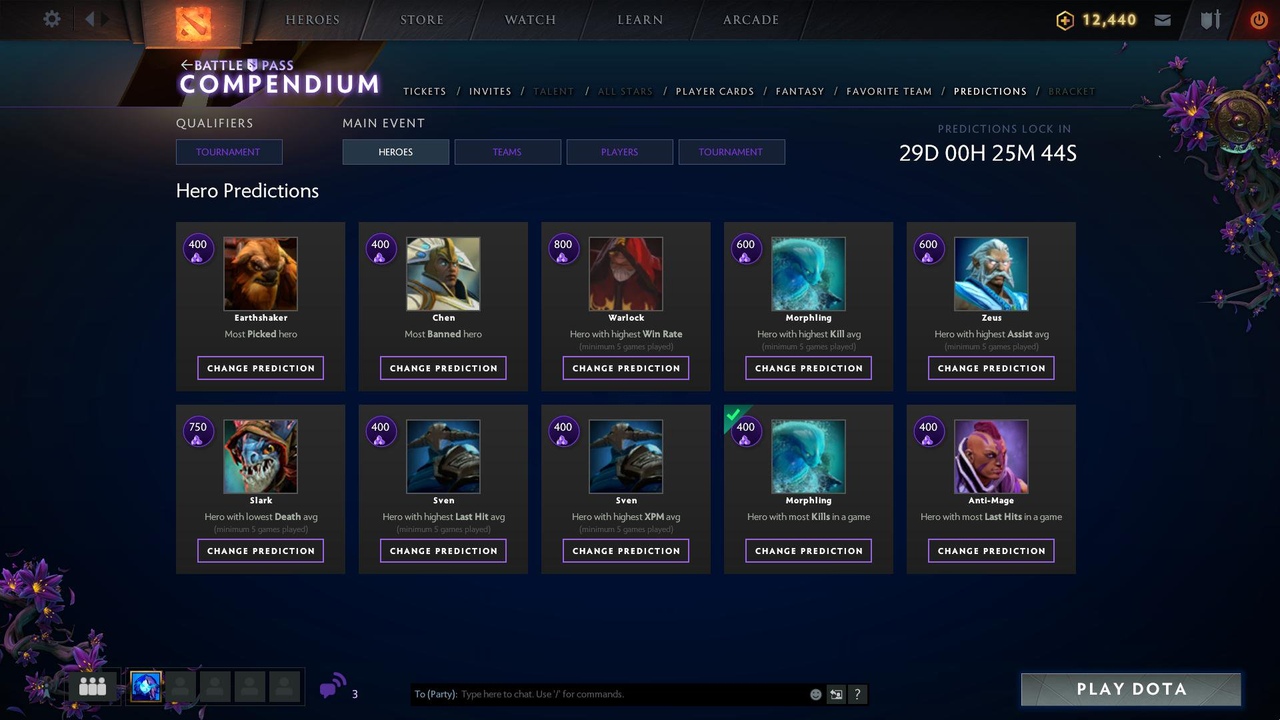 HEROES STORE WATCH LEARN ARCADE 12,440
BATTLE PASS
COMPENDIUM
TICKETS / INVITES / TALENT / ALL STARS / PLAYER CARDS / FANTASY / FAVORITE TEAM / PREDICTIONS / BRACKET
QUALIFIERS MAIN EVENT
PREDICTIONS LOCK IN
TOURNAMENT HEROES TEAMS PLAYERS TOURNAMENT
29D 00H 25M 44S
Hero Predictions
400 400 800 600 600
Earthshaker Chen Warlock Morphling Zeus
Most Picked hero Most Banned hero Hero with highest Win Rate Hero with highest Kill avg Hero with highest Assist avg
(minimum 5 games played) (minimum 5 games played) (minimum 5 games played)
CHANGE PREDICTION CHANGE PREDICTION CHANGE PREDICTION CHANGE PREDICTION CHANGE PREDICTION
750 400 400 400 400
Slark Sven Sven Morphling Anti-Mage
Hero with lowest Death avg Hero with highest Last Hit avg Hero with highest XPM avg Hero with most Kills in a game Hero with most Last Hits in a game
(minimum 5 games played) (minimum 5 games played) (minimum 5 games played)
CHANGE PREDICTION CHANGE PREDICTION CHANGE PREDICTION CHANGE PREDICTION CHANGE PREDICTION
3 To (Party): Type here to chat. Use '/' for commands. ? PLAY DOTA